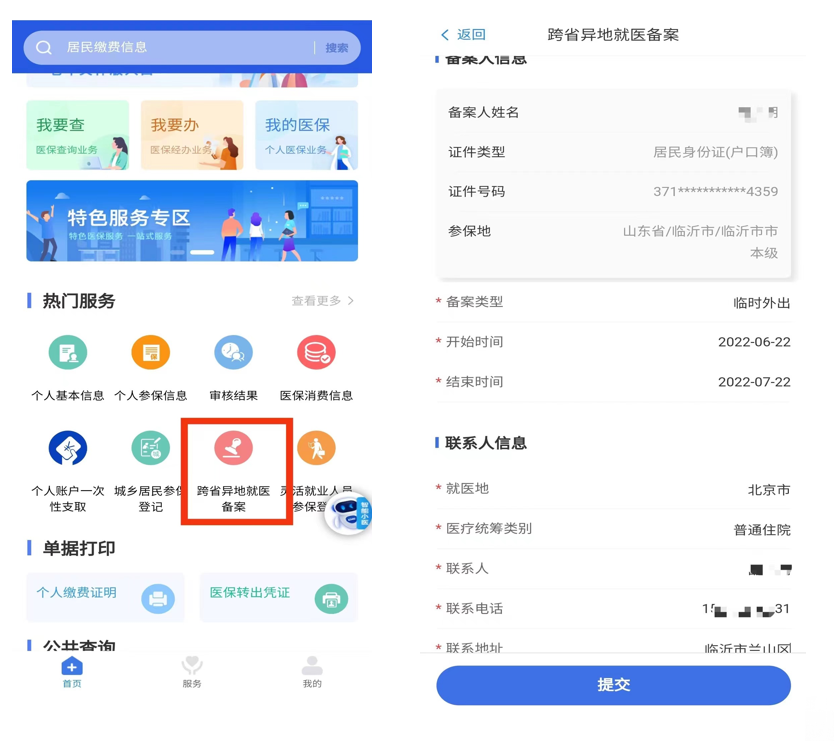 居民缴费信息
搜索
我要查
医保查询业务
我要办
医保经办业务
我的医保
个人医保业务
特色服务专区
特色医保服务 一站式服务
热门服务
查看更多
个人基本信息
个人参保信息
审核结果
医保消费信息
个人账户一次
性支取
城乡居民参保
登记
跨省异地就医
备案
灵活就业人员
参保登
单据打印
个人缴费证明
医保转出凭证
公共查询
首页
服务
我的
返回
跨省异地就医备案
备案人信息
备案人姓名
明
证件类型
居民身份证(户口簿)
证件号码
371***********4359
参保地
山东省/临沂市/临沂市市
本级
* 备案类型
临时外出
* 开始时间
2022-06-22
* 结束时间
2022-07-22
联系人信息
* 就医地
北京市
* 医疗统筹类别
普通住院
* 联系人
* 联系电话
15
31
* 联系地址
临沂市兰山区
提交